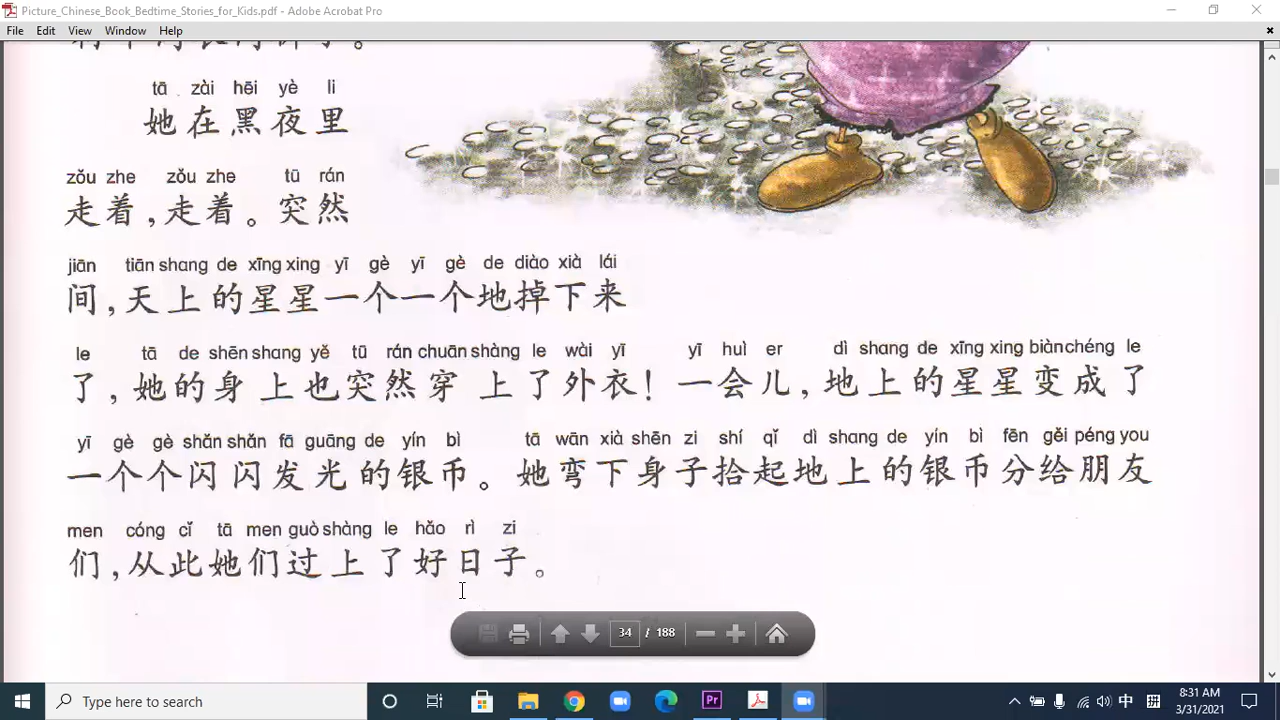 Picture_Chinese_Book_Bedtime_Stories_for_Kids.pdf - Adobe Acrobat Pro
File Edit View Window Help
tā zài hēi yè li
她在黑夜里
zǒu zhe zǒu zhe tū rán
走着，走着。突然
jiān tiān shang de xīng xing yī gè yī gè de diào xià lái
间，天上的星星一个一个地掉下来
le tā de shēn shang yě tū rán chuān shàng le wài yī yī huì er dì shang de xīng xing biàn chéng le
了，她的身上也突然穿上了外衣！一会儿，地上的星星变成了
yī gè gè shǎn shǎn fā guāng de yín bì tā wān xià shēn zi shí qǐ dì shang de yín bì fēn gěi péng you
一个个闪闪发光的银币。她弯下身子拾起地上的银币分给朋友
men cóng cǐ tā men guò shàng le hǎo rì zi
们，从此她们过上了好日子。
34 / 188
Type here to search
Pr
中
拼
8:31 AM
3/31/2021